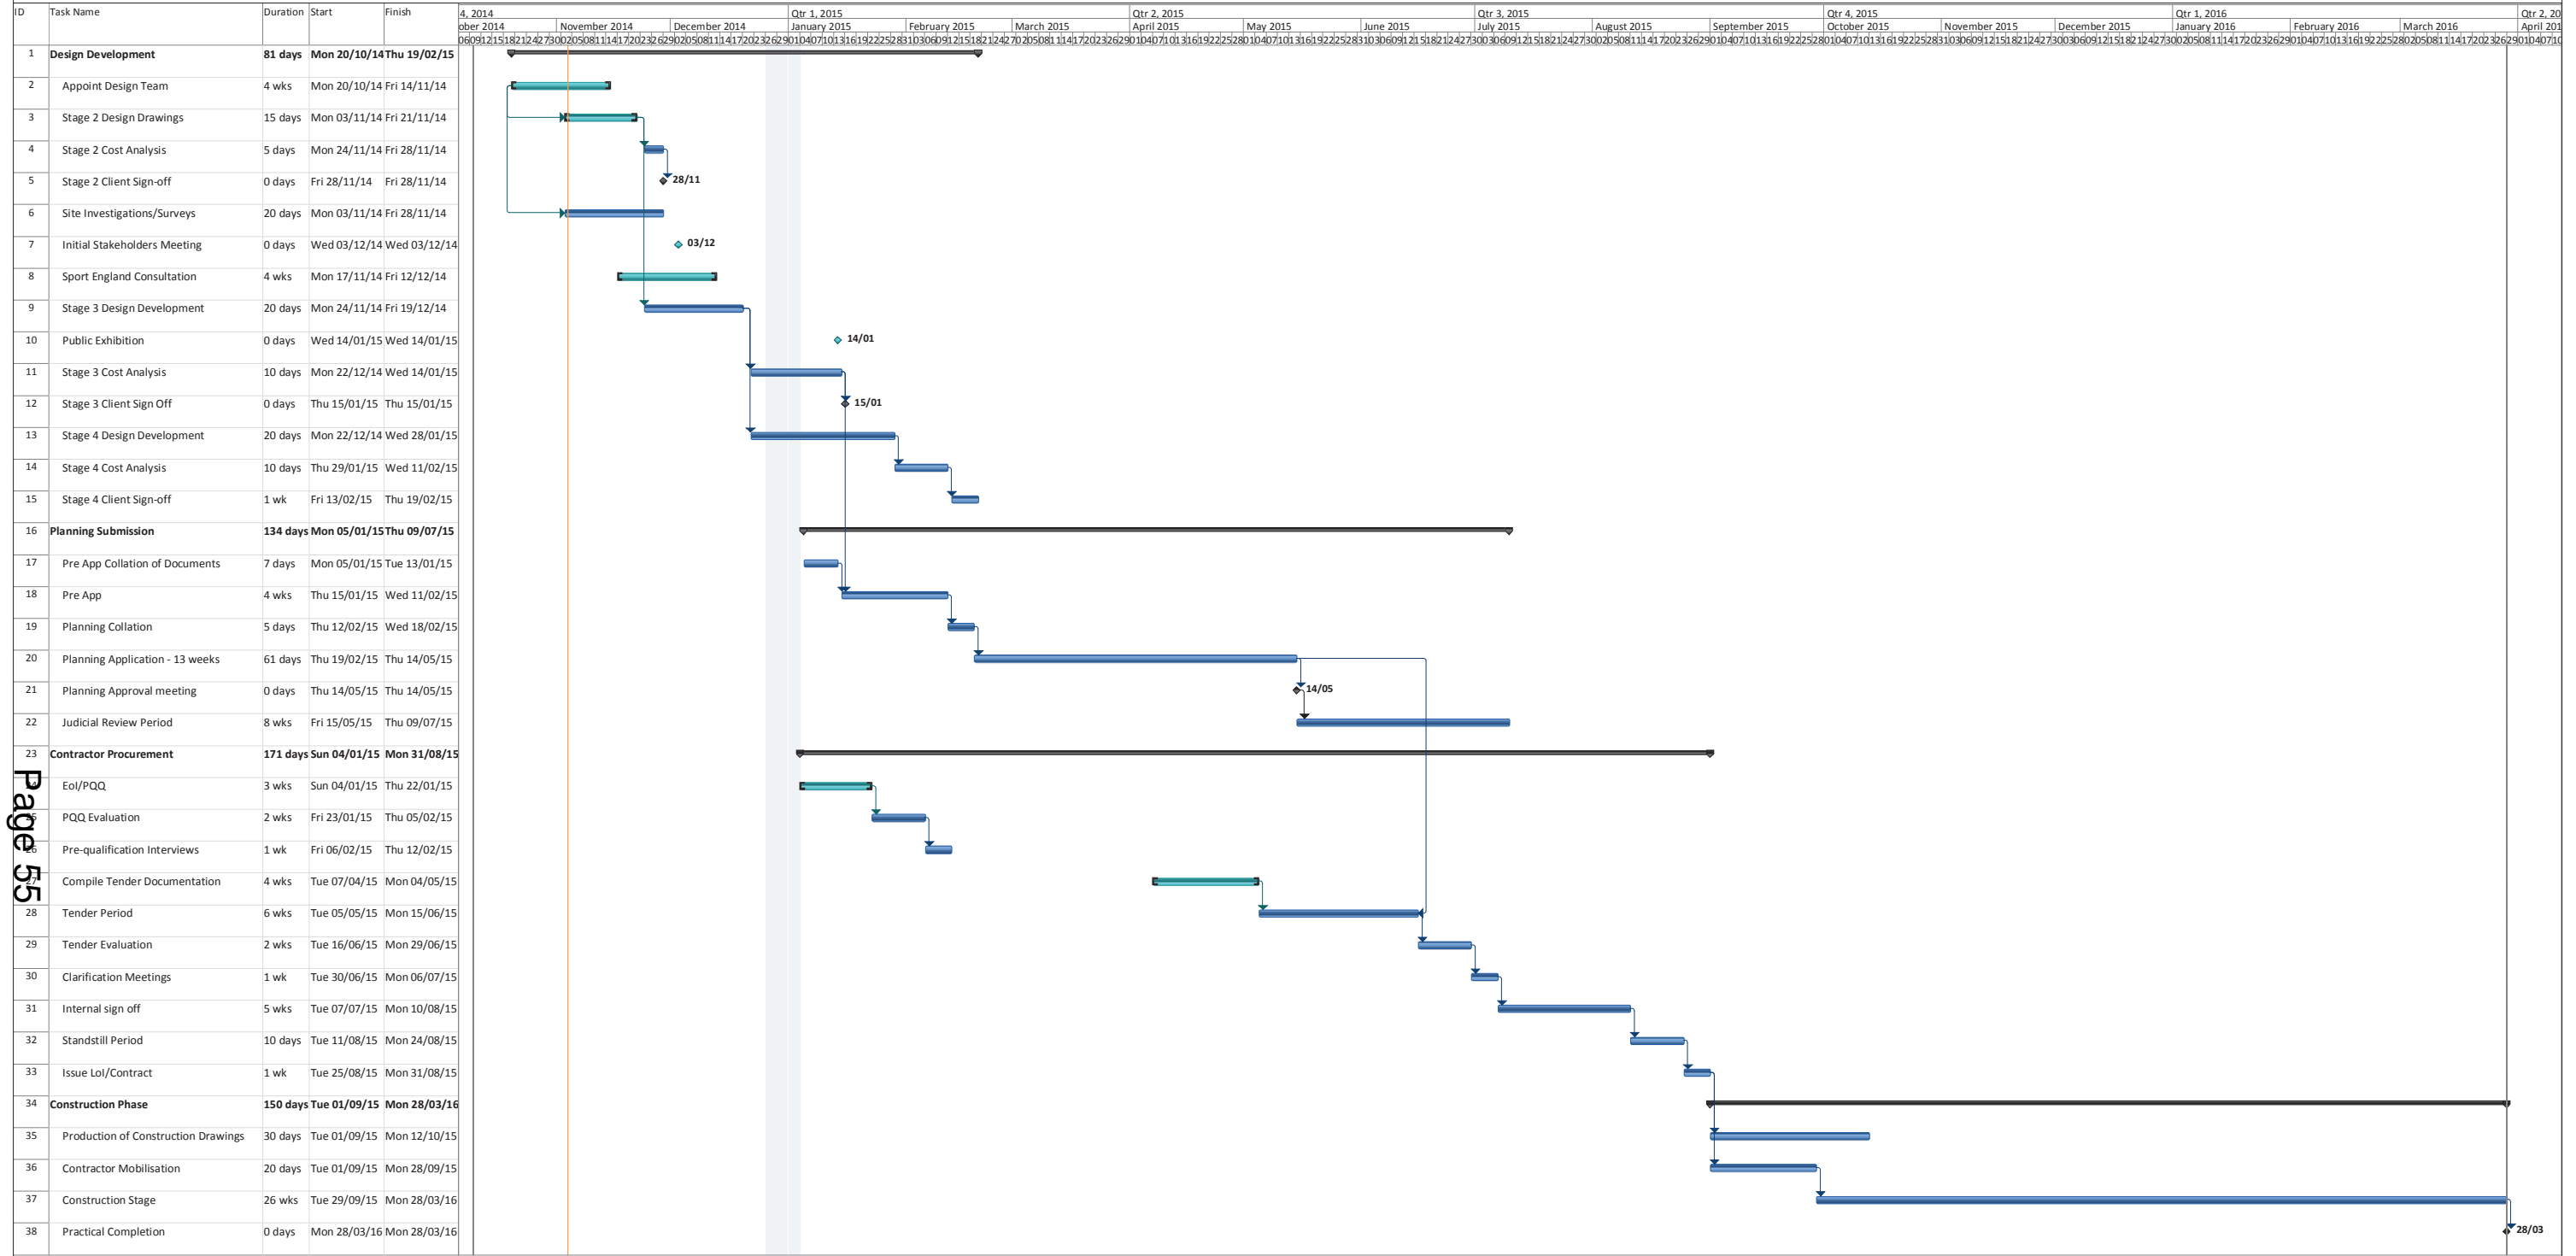 ID Task Name Duration Start Finish
4, 2014 Qtr 1, 2015 Qtr 2, 2015 Qtr 3, 2015 Qtr 4, 2015 Qtr 1, 2016 Qtr 2, 20
ober 2014 November 2014 December 2014 January 2015 February 2015 March 2015 April 2015 May 2015 June 2015 July 2015 August 2015 September 2015 October 2015 November 2015 December 2015 January 2016 February 2016 March 2016 April 201
1 Design Development 81 days Mon 20/10/14 Thu 19/02/15
2 Appoint Design Team 4 wks Mon 20/10/14 Fri 14/11/14
3 Stage 2 Design Drawings 15 days Mon 03/11/14 Fri 21/11/14
4 Stage 2 Cost Analysis 5 days Mon 24/11/14 Fri 28/11/14
5 Stage 2 Client Sign-off 0 days Fri 28/11/14 Fri 28/11/14 28/11
6 Site Investigations/Surveys 20 days Mon 03/11/14 Fri 28/11/14
7 Initial Stakeholders Meeting 0 days Wed 03/12/14 Wed 03/12/14 03/12
8 Sport England Consultation 4 wks Mon 17/11/14 Fri 12/12/14
9 Stage 3 Design Development 20 days Mon 24/11/14 Fri 19/12/14
10 Public Exhibition 0 days Wed 14/01/15 Wed 14/01/15 14/01
11 Stage 3 Cost Analysis 10 days Mon 22/12/14 Wed 14/01/15
12 Stage 3 Client Sign Off 0 days Thu 15/01/15 Thu 15/01/15 15/01
13 Stage 4 Design Development 20 days Mon 22/12/14 Wed 28/01/15
14 Stage 4 Cost Analysis 10 days Thu 29/01/15 Wed 11/02/15
15 Stage 4 Client Sign-off 1 wk Fri 13/02/15 Thu 19/02/15
16 Planning Submission 134 days Mon 05/01/15 Thu 09/07/15
17 Pre App Collation of Documents 7 days Mon 05/01/15 Tue 13/01/15
18 Pre App 4 wks Thu 15/01/15 Wed 11/02/15
19 Planning Collation 5 days Thu 12/02/15 Wed 18/02/15
20 Planning Application - 13 weeks 61 days Thu 19/02/15 Thu 14/05/15
21 Planning Approval meeting 0 days Thu 14/05/15 Thu 14/05/15 14/05
22 Judicial Review Period 8 wks Fri 15/05/15 Thu 09/07/15
23 Contractor Procurement 171 days Sun 04/01/15 Mon 31/08/15
EoI/PQQ 3 wks Sun 04/01/15 Thu 22/01/15
25 PQQ Evaluation 2 wks Fri 23/01/15 Thu 05/02/15
26 Pre-qualification Interviews 1 wk Fri 06/02/15 Thu 12/02/15
27 Compile Tender Documentation 4 wks Tue 07/04/15 Mon 04/05/15
28 Tender Period 6 wks Tue 05/05/15 Mon 15/06/15
29 Tender Evaluation 2 wks Tue 16/06/15 Mon 29/06/15
30 Clarification Meetings 1 wk Tue 30/06/15 Mon 06/07/15
31 Internal sign off 5 wks Tue 07/07/15 Mon 10/08/15
32 Standstill Period 10 days Tue 11/08/15 Mon 24/08/15
33 Issue LoI/Contract 1 wk Tue 25/08/15 Mon 31/08/15
34 Construction Phase 150 days Tue 01/09/15 Mon 28/03/16
35 Production of Construction Drawings 30 days Tue 01/09/15 Mon 12/10/15
36 Contractor Mobilisation 20 days Tue 01/09/15 Mon 28/09/15
37 Construction Stage 26 wks Tue 29/09/15 Mon 28/03/16
38 Practical Completion 0 days Mon 28/03/16 Mon 28/03/16 28/03
Page 55